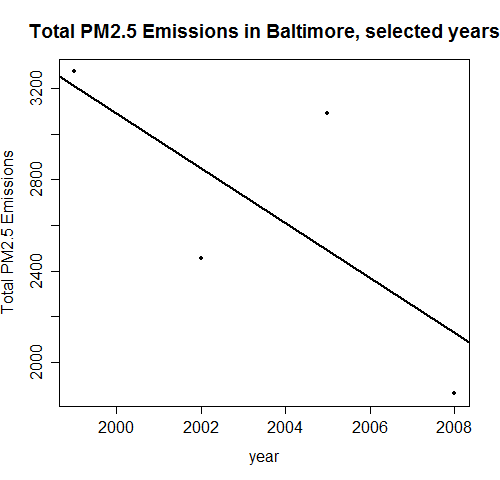 Total PM2.5 Emissions in Baltimore, selected years
3200
2800
2400
2000
Total PM2.5 Emissions
2000 2002 2004 2006 2008
year